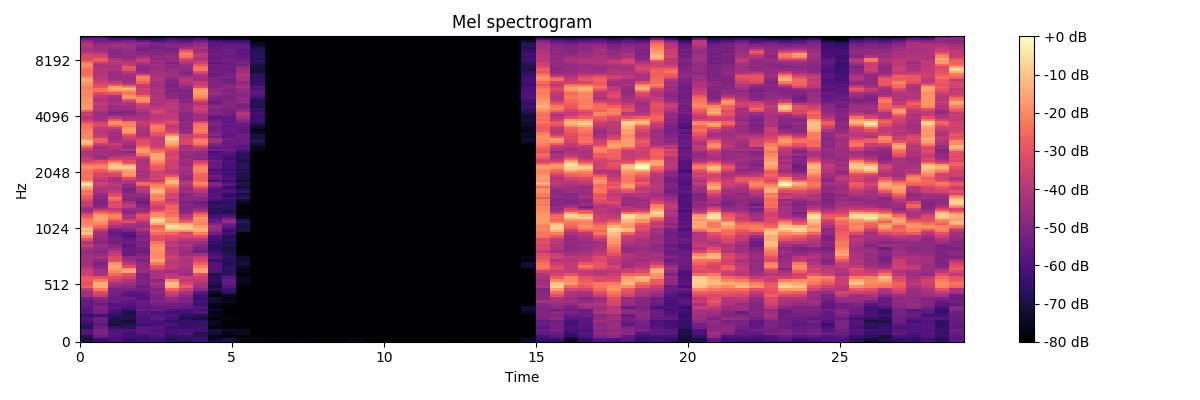 Mel spectrogram
+0 dB
8192
-10 dB
-20 dB
4096
-30 dB
2048
-40 dB
Hz
1024
-50 dB
512
-60 dB
-70 dB
0
-80 dB
0 5 10 15 20 25
Time